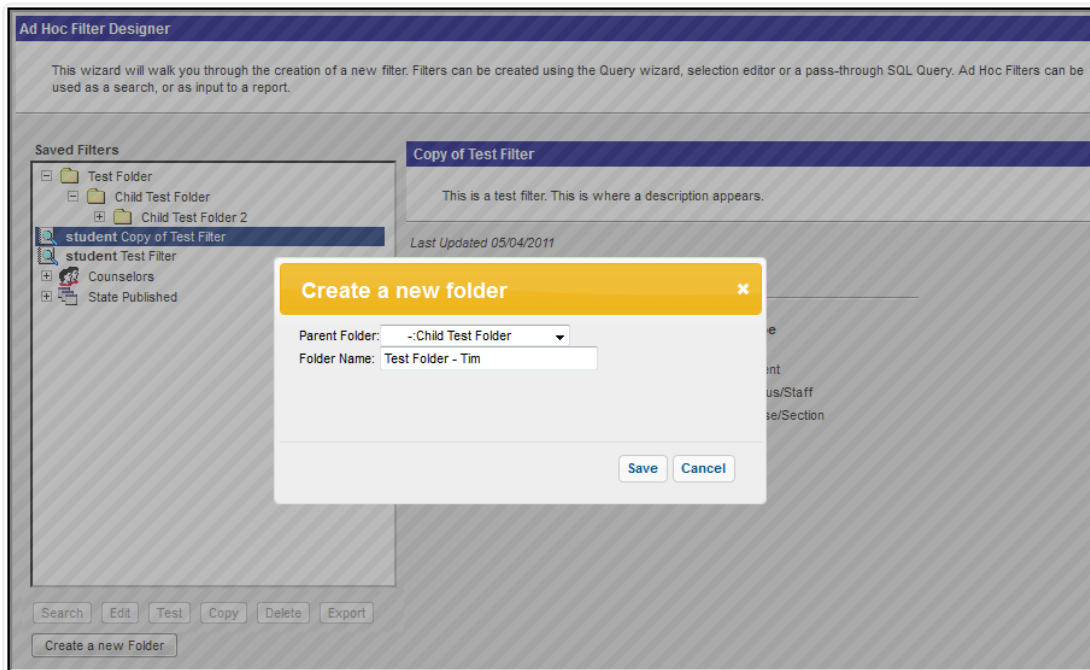 Ad Hoc Filter Designer
This wizard will walk you through the creation of a new filter. Filters can be created using the Query wizard, selection editor or a pass-through SQL Query. Ad Hoc Filters can be
used as a search, or as input to a report.
Saved Filters
Test Folder
Child Test Folder
Child Test Folder 2
student Copy of Test Filter
student Test Filter
Counselors
State Published
Copy of Test Filter
This is a test filter. This is where a description appears.
Last Updated 05/04/2011
Create a new folder
Parent Folder: -:Child Test Folder
Folder Name: Test Folder - Tim
Save Cancel
Search Edit Test Copy Delete Export
Create a new Folder